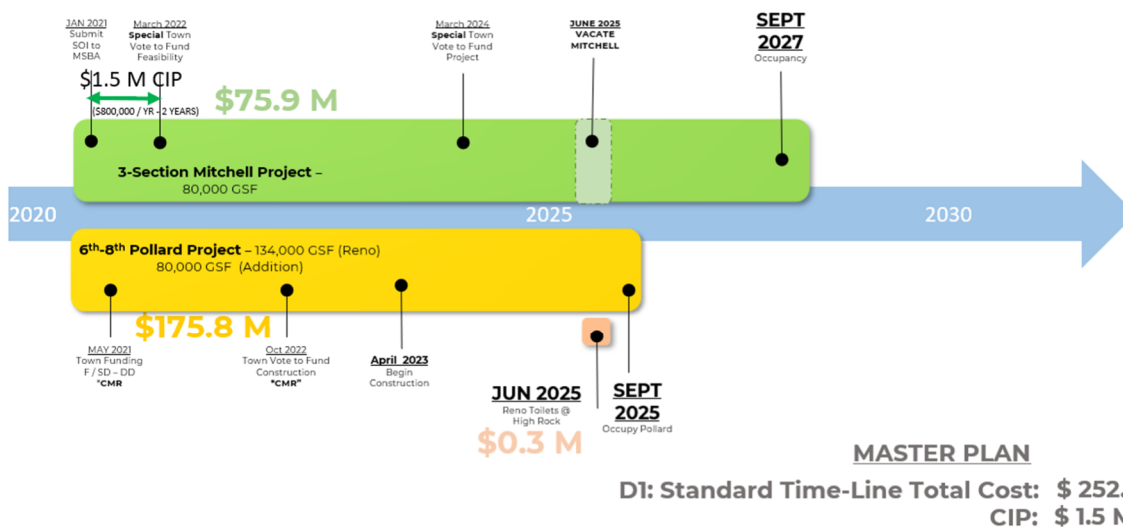 JAN 2021
Submit
SOI to
MSBA
March 2022
Special Town
Vote to Fund
Feasibility
$1.5 M CIP
($800,000 / YR - 2 YEARS)
$75.9 M
March 2024
Special Town
Vote to Fund
Project
JUNE 2025
VACATE
MITCHELL
SEPT
2027
Occupancy
3-Section Mitchell Project –
80,000 GSF
2020
2025
2030
6th-8th Pollard Project – 134,000 GSF (Reno)
80,000 GSF (Addition)
$175.8 M
MAY 2021
Town Funding
F / SD – DD
"CMR
Oct 2022
Town Vote to Fund
Construction
"CMR"
April 2023
Begin
Construction
JUN 2025
Reno Toilets @
High Rock
$0.3 M
SEPT
2025
Occupy Pollard
MASTER PLAN
D1: Standard Time-Line Total Cost: $ 252.
CIP: $ 1.5 M